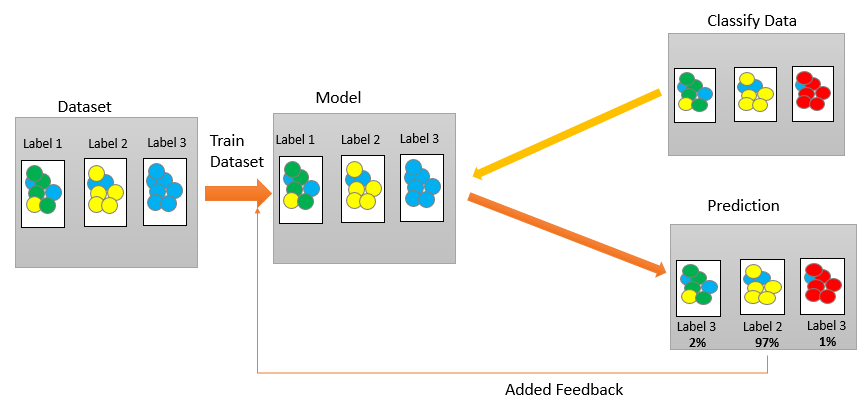 Classify Data
Model
Dataset
Label 1 Label 2 Label 3
Train
Dataset
Label 1 Label 2 Label 3
Prediction
Label 3 Label 2 Label 3
2% 97% 1%
Added Feedback